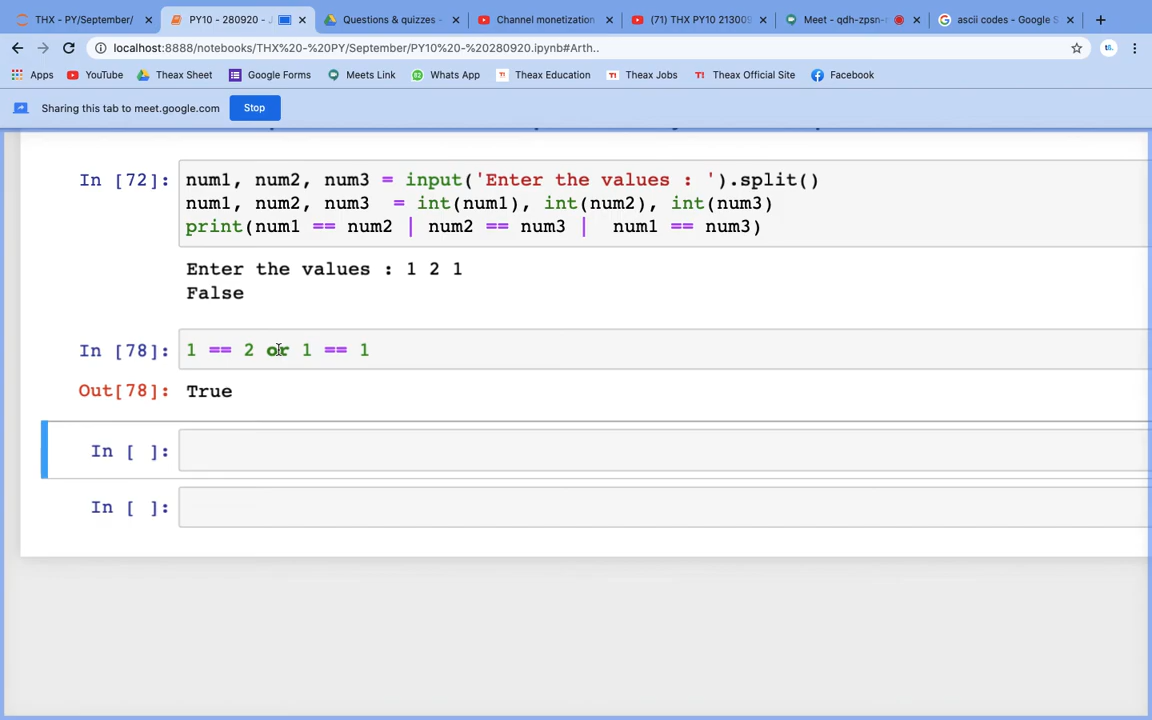 THX - PY/September/
PY10 - 280920 - J
Questions & quizzes -
Channel monetization
(71) THX PY10 213009
Meet - qdh-zpsn-
ascii codes - Google S
localhost:8888/notebooks/THX%20-%20PY/September/PY10%20-%20280920.ipynb#Arth..
Apps
YouTube
Theax Sheet
Google Forms
Meets Link
Whats App
Theax Education
Theax Jobs
Theax Official Site
Facebook
Sharing this tab to meet.google.com
Stop
In [72]: num1, num2, num3 = input('Enter the values : ').split()
num1, num2, num3  = int(num1), int(num2), int(num3)
print(num1 == num2 | num2 == num3 |  num1 == num3)
Enter the values : 1 2 1
False
In [78]: 1 == 2 or 1 == 1
Out[78]: True
In [ ]:
In [ ]: